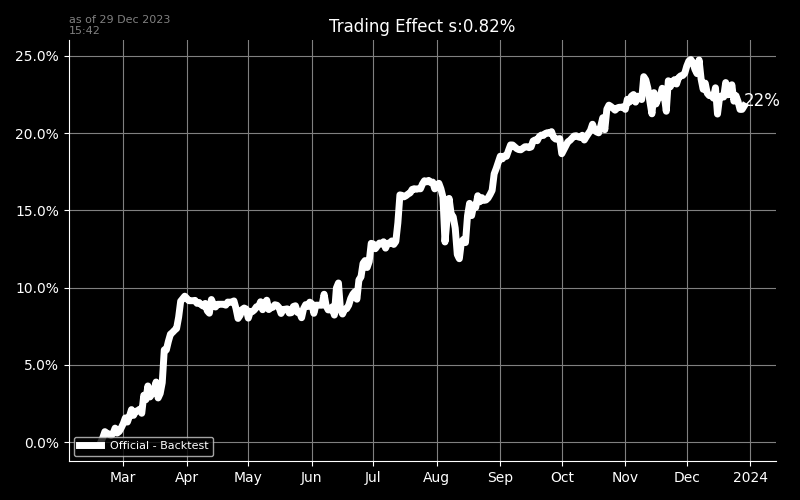 as of 29 Dec 2023
15:42
Trading Effect s:0.82%
25.0%
20.0%
15.0%
10.0%
5.0%
0.0%
22%
Official - Backtest
Mar Apr May Jun Jul Aug Sep Oct Nov Dec 2024